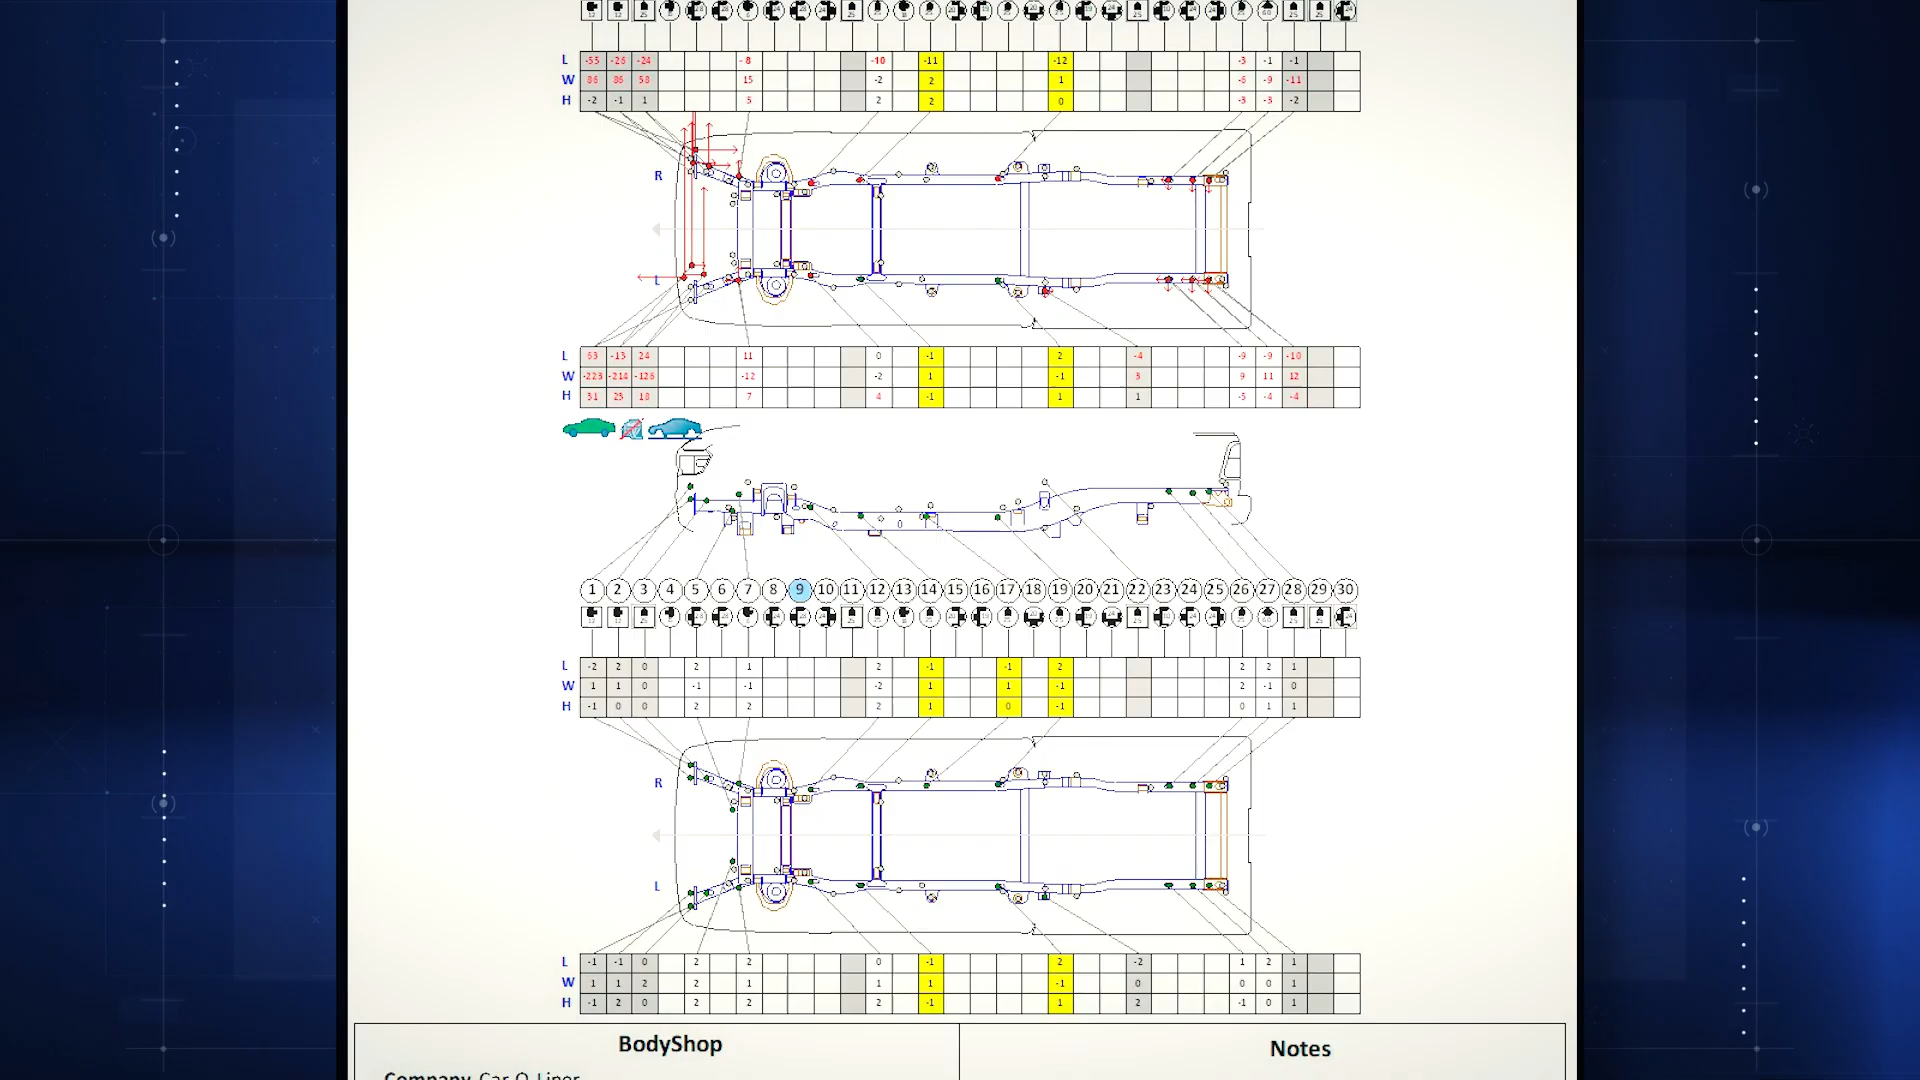 L -55 -26 -24 -8 -10 -11 -12 -3 -1 -1
W 86 86 58 15 -2 2 1 -6 -9 -11
H -2 -1 1 5 2 2 0 -3 -3 -2
R
L
L 63 -13 24 11 0 -1 2 -4 -9 -9 -10
W -223 -214 -126 -12 -2 1 -1 3 9 11 12
H 31 23 18 7 4 -1 1 1 -5 -4 -4
1 2 3 4 5 6 7 8 9 10 11 12 13 14 15 16 17 18 19 20 21 22 23 24 25 26 27 28 29 30
L -2 2 0 2 1 2 -1 -1 2 2 2 1
W 1 1 0 -1 -1 -2 1 1 -1 2 -1 0
H -1 0 0 2 2 2 1 0 -1 0 1 1
R
L
L -1 -1 0 2 2 0 -1 2 -2 1 2 1
W 1 1 2 2 1 1 1 -1 0 0 0 1
H -1 2 0 2 2 2 -1 1 2 -1 0 1
BodyShop
Notes
Company Car-O-Liner